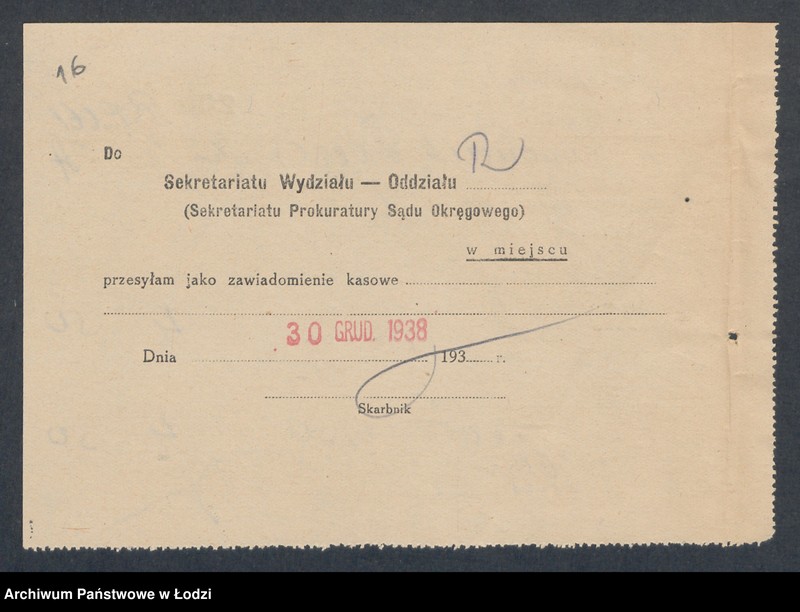 16
Do
Sekretariatu Wydziału — Oddziału R
(Sekretariatu Prokuratury Sądu Okręgowego)
w miejscu
przesyłam jako zawiadomienie kasowe
30 GRUD. 1938
Dnia 193 r.
Skarbnik
Archiwum Państwowe w Łodzi